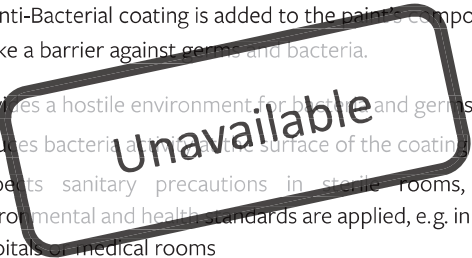 nti-Bacterial coating is added to the paint's compo
ke a barrier against germs and bacteria.
vides a hostile environment for bacteria and germs
uces bacteria activity at the surface of the coating
pects sanitary precautions in sterile rooms,
ronmental and health standards are applied, e.g. in
pitals or medical rooms
Unavailable